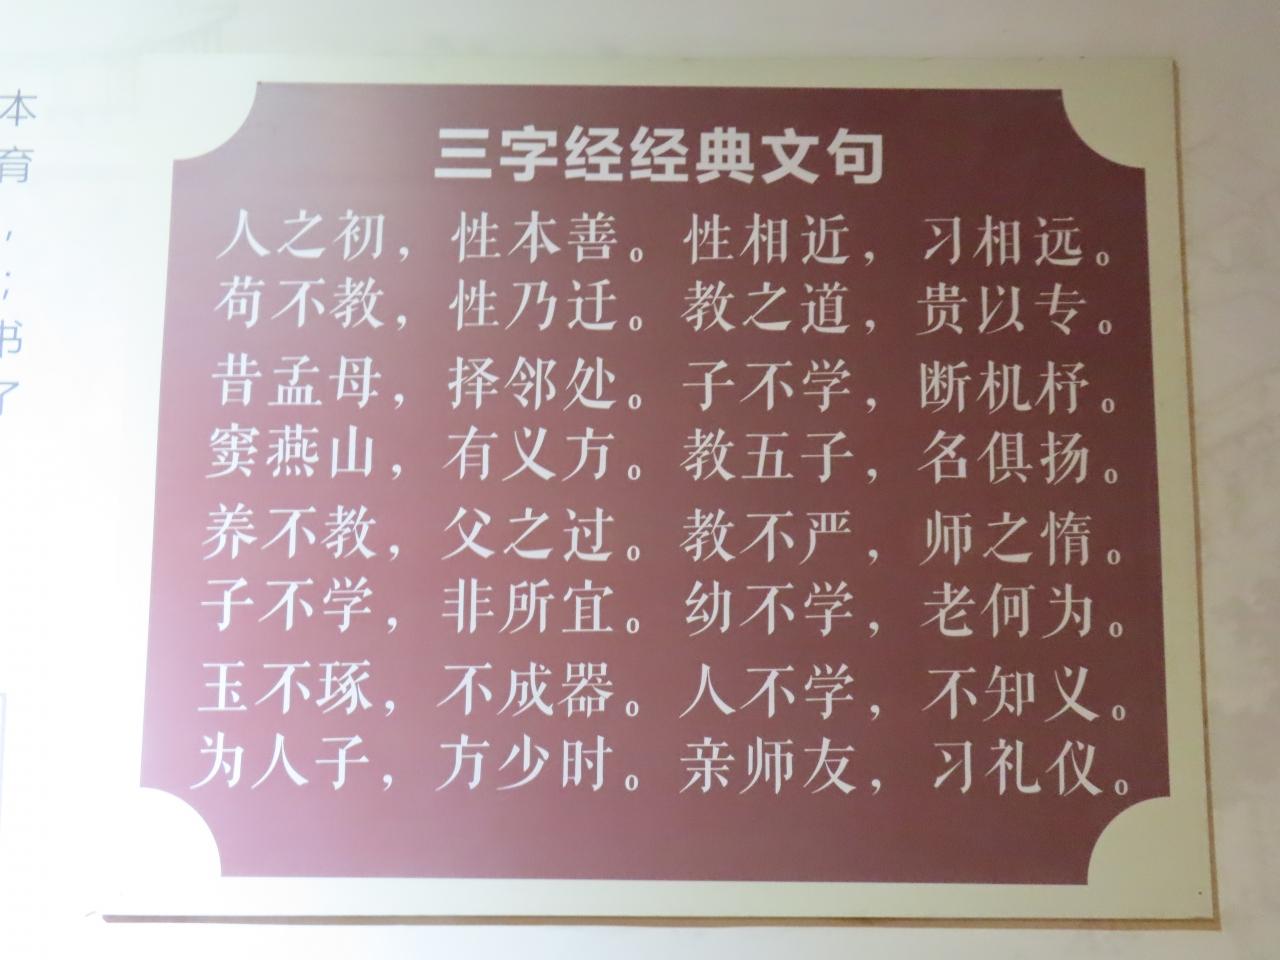 三字经经典文句
人之初，性本善。性相近，习相远。
苟不教，性乃迁。教之道，贵以专。
昔孟母，择邻处。子不学，断机杼。
窦燕山，有义方。教五子，名俱扬。
养不教，父之过。教不严，师之惰。
子不学，非所宜。幼不学，老何为。
玉不琢，不成器。人不学，不知义。
为人子，方少时。亲师友，习礼仪。
本
育
，
；
书
了